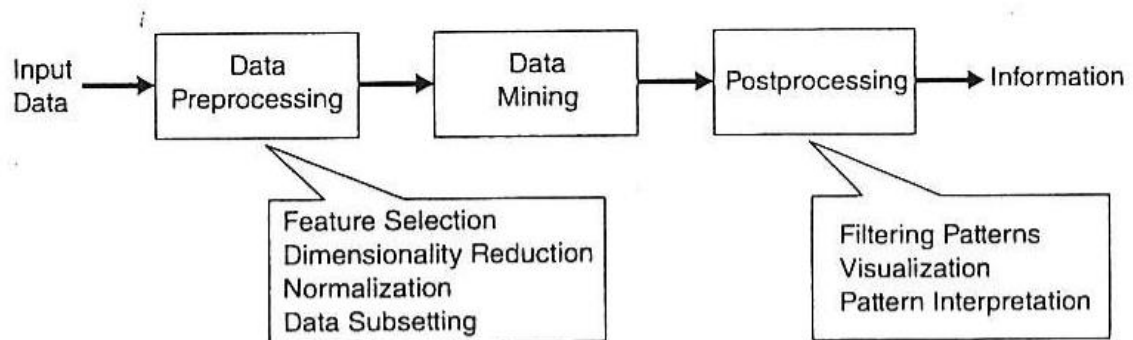 Input
Data
Data
Preprocessing
Data
Mining
Postprocessing
Information
Feature Selection
Dimensionality Reduction
Normalization
Data Subsetting
Filtering Patterns
Visualization
Pattern Interpretation